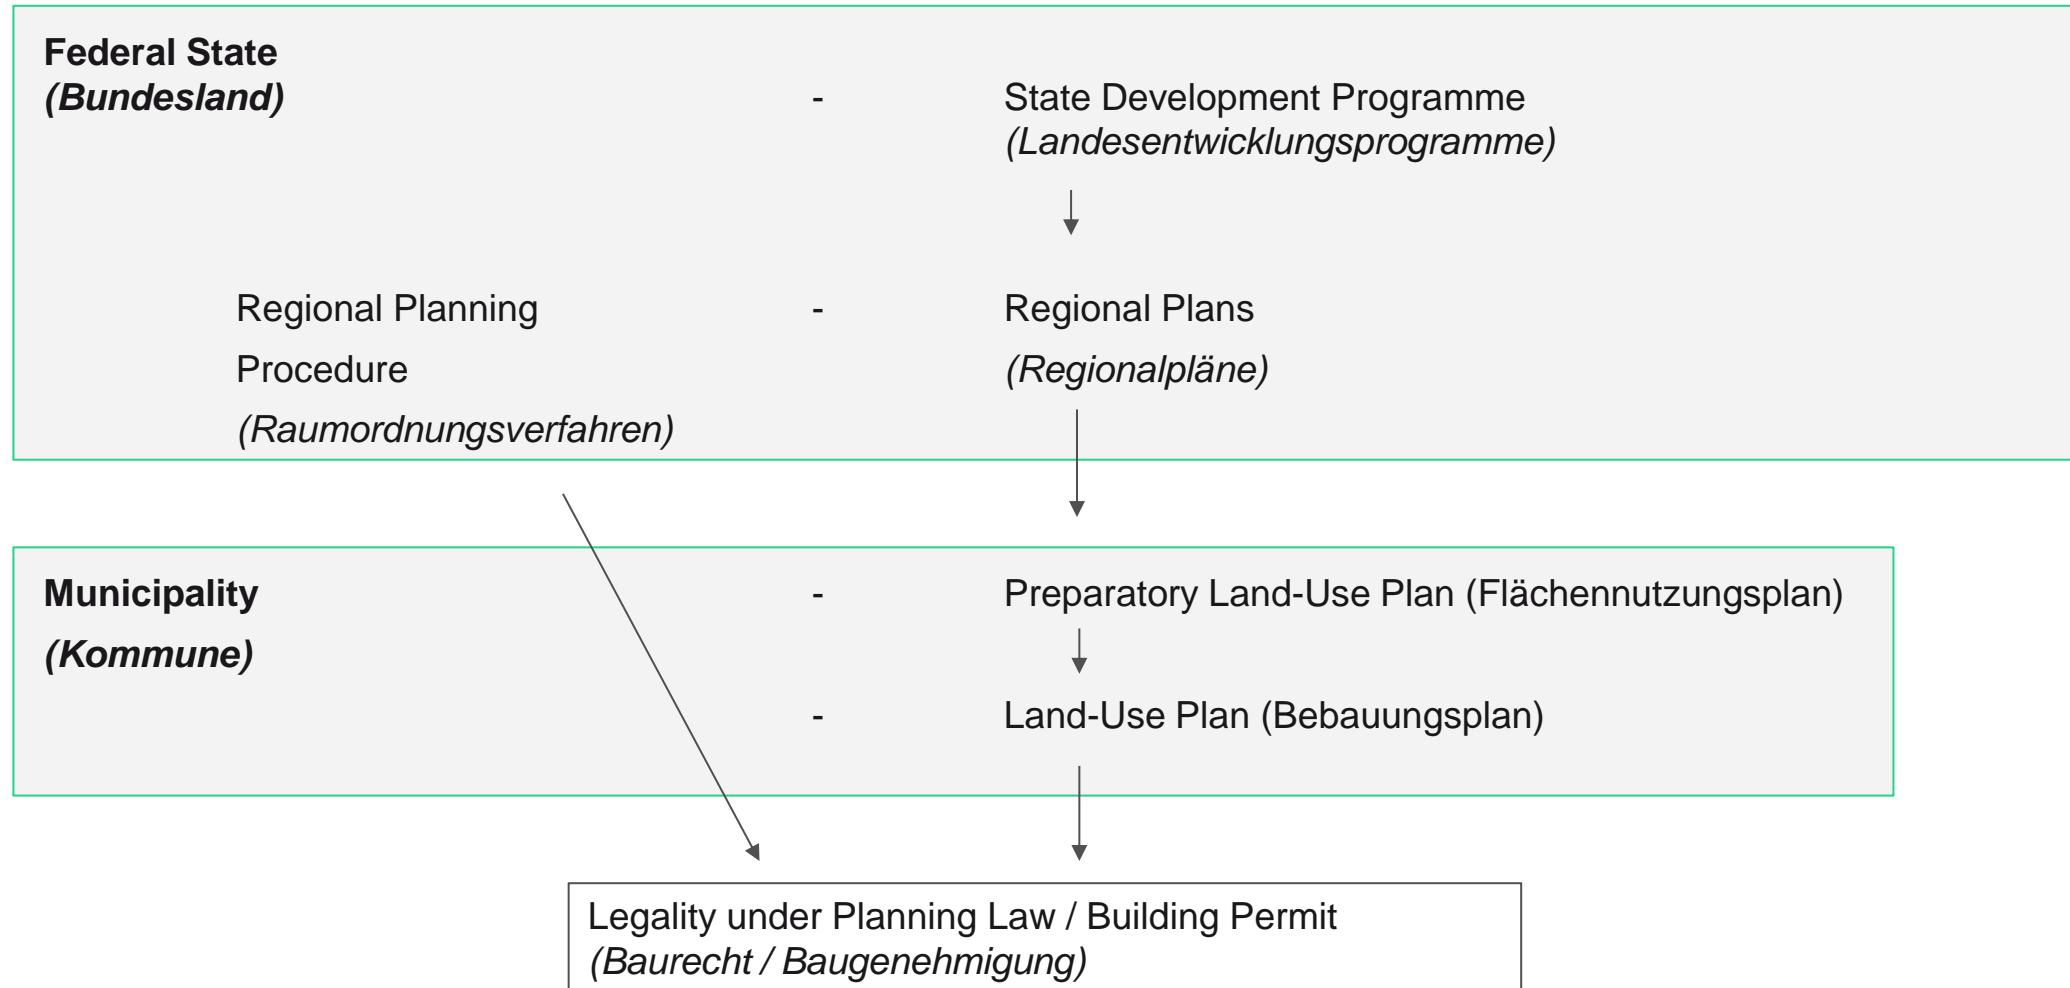 Federal State
(Bundesland) - State Development Programme
(Landesentwicklungsprogramme)
Regional Planning - Regional Plans
Procedure (Regionalpläne)
(Raumordnungsverfahren)
Municipality - Preparatory Land-Use Plan (Flächennutzungsplan)
(Kommune)
- Land-Use Plan (Bebauungsplan)
Legality under Planning Law / Building Permit
(Baurecht / Baugenehmigung)